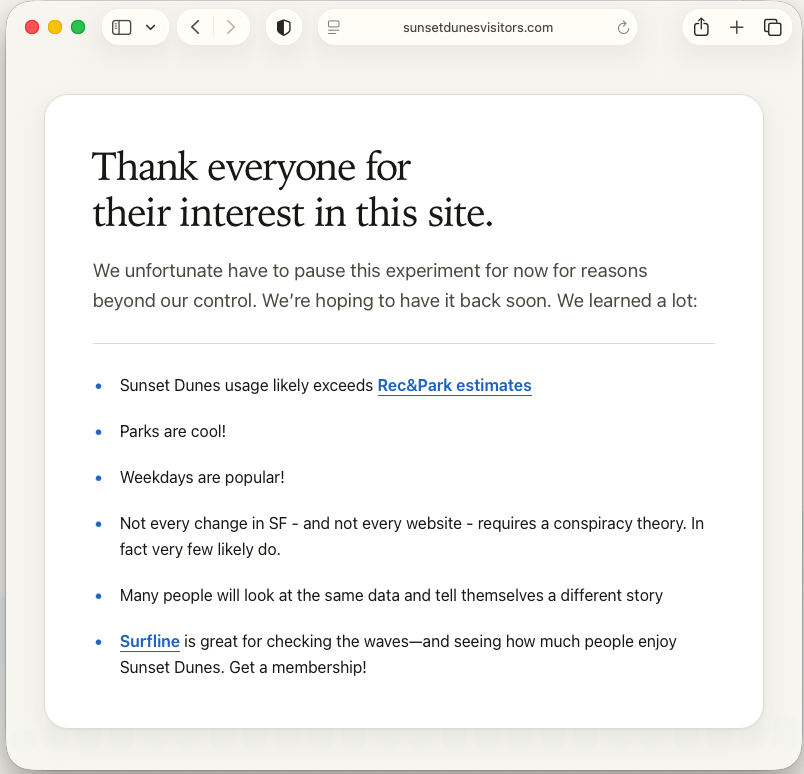 sunsetdunesvisitors.com
Thank everyone for
their interest in this site.
We unfortunate have to pause this experiment for now for reasons
beyond our control. We’re hoping to have it back soon. We learned a lot:
• Sunset Dunes usage likely exceeds Rec&Park estimates
• Parks are cool!
• Weekdays are popular!
• Not every change in SF - and not every website - requires a conspiracy theory. In
fact very few likely do.
• Many people will look at the same data and tell themselves a different story
• Surfline is great for checking the waves—and seeing how much people enjoy
Sunset Dunes. Get a membership!